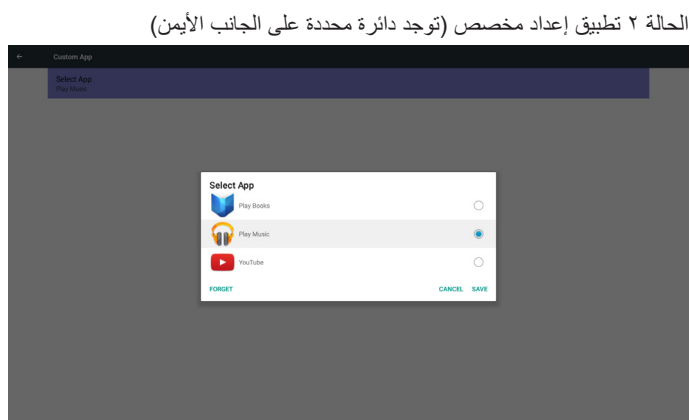 الحالة ٢ تطبيق إعداد مخصص (توجد دائرة محددة على الجانب الأيمن)
Custom App
Select App
Play Music
Select App
Play Books
Play Music
YouTube
FORGET CANCEL SAVE